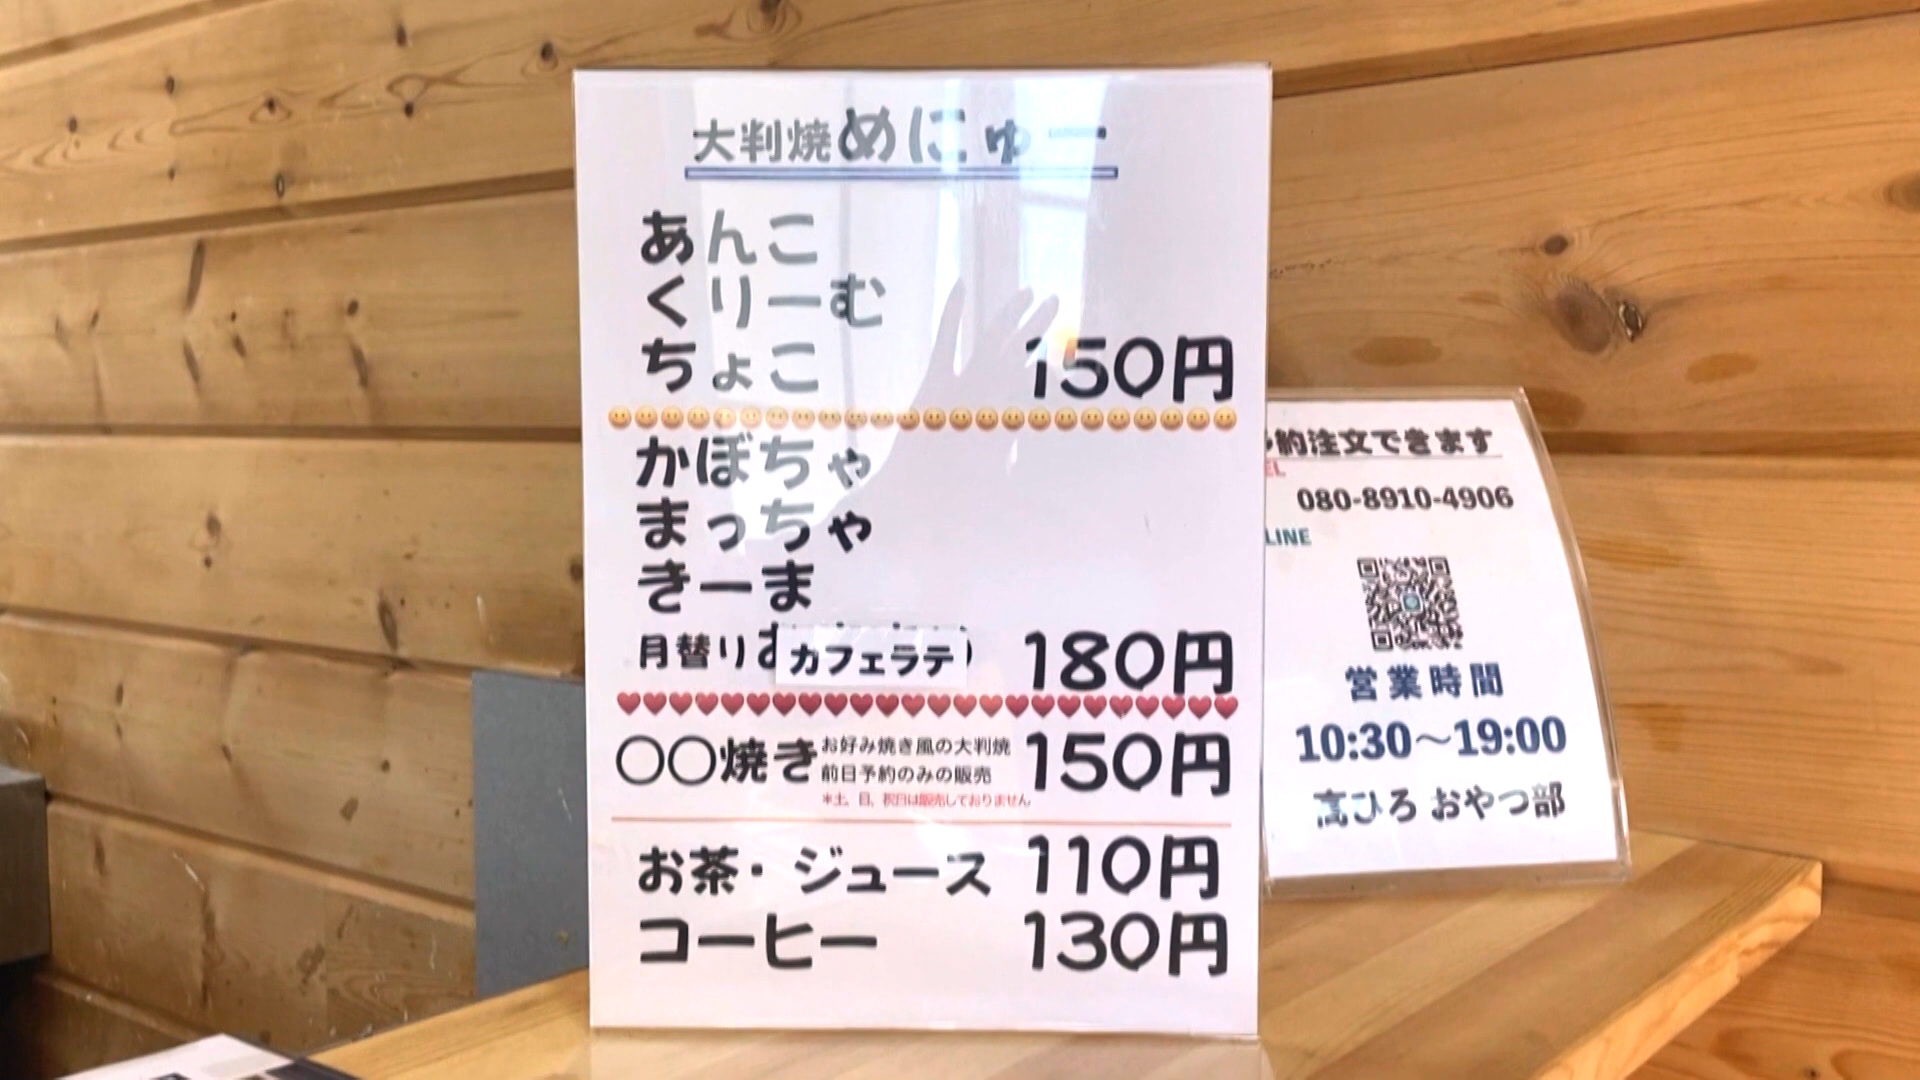 大判焼めにゅー
あんこ
くりーむ
ちょこ 150円
かぼちゃ
まっちゃ
きーま
月替り カフェラテ 180円
〇〇焼き お好み焼き風の大判焼 150円
前日予約のみの販売
*土、日、祝日は販売しておりません
お茶・ジュース 110円
コーヒー 130円
約注文できます
EL
080-8910-4906
LINE
営業時間
10:30〜19:00
高ひろ おやつ部